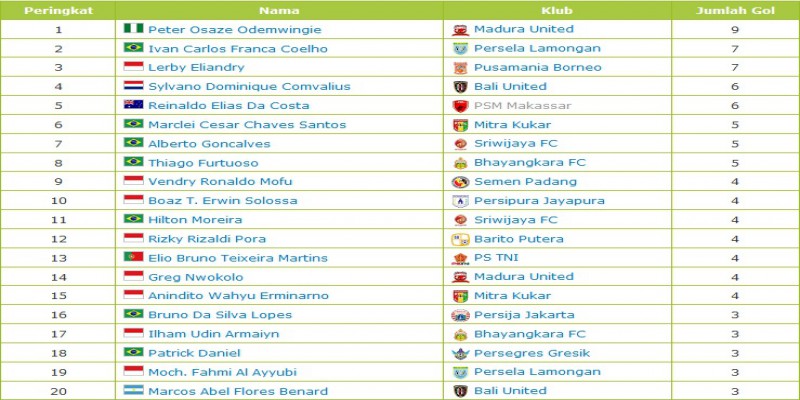 Peringkat Nama Klub Jumlah Gol
1 Peter Osaze Odemwingie Madura United 9
2 Ivan Carlos Franca Coelho Persela Lamongan 7
3 Lerby Eliandry Pusamania Borneo 7
4 Sylvano Dominique Comvalius Bali United 6
5 Reinaldo Elias Da Costa PSM Makassar 6
6 Marclei Cesar Chaves Santos Mitra Kukar 5
7 Alberto Goncalves Sriwijaya FC 5
8 Thiago Furtuoso Bhayangkara FC 5
9 Vendry Ronaldo Mofu Semen Padang 4
10 Boaz T. Erwin Solossa Persipura Jayapura 4
11 Hilton Moreira Sriwijaya FC 4
12 Rizky Rizaldi Pora Barito Putera 4
13 Elio Bruno Teixeira Martins PS TNI 4
14 Greg Nwokolo Madura United 4
15 Anindito Wahyu Erminarno Mitra Kukar 4
16 Bruno Da Silva Lopes Persija Jakarta 3
17 Ilham Udin Armaiyn Bhayangkara FC 3
18 Patrick Daniel Persegres Gresik 3
19 Moch. Fahmi Al Ayyubi Persela Lamongan 3
20 Marcos Abel Flores Benard Bali United 3